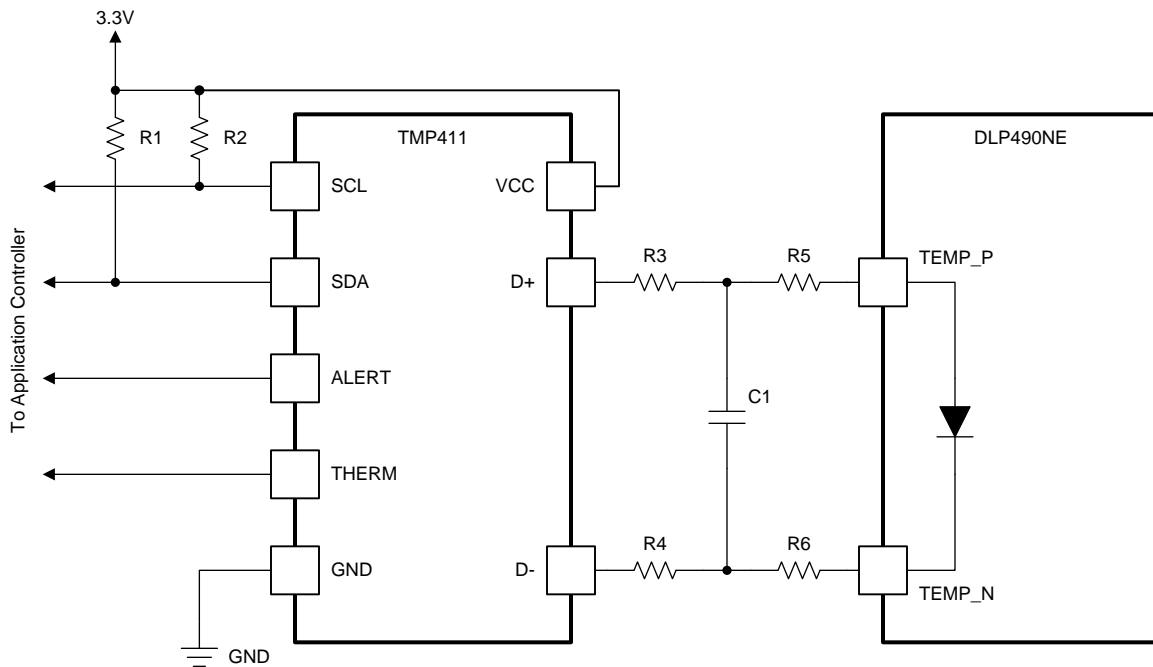 3.3V
R1
R2
TMP411
DLP490NE
SCL
VCC
SDA
D+
R3
R5
TEMP_P
ALERT
C1
THERM
GND
D-
R4
R6
TEMP_N
GND
To Application Controller